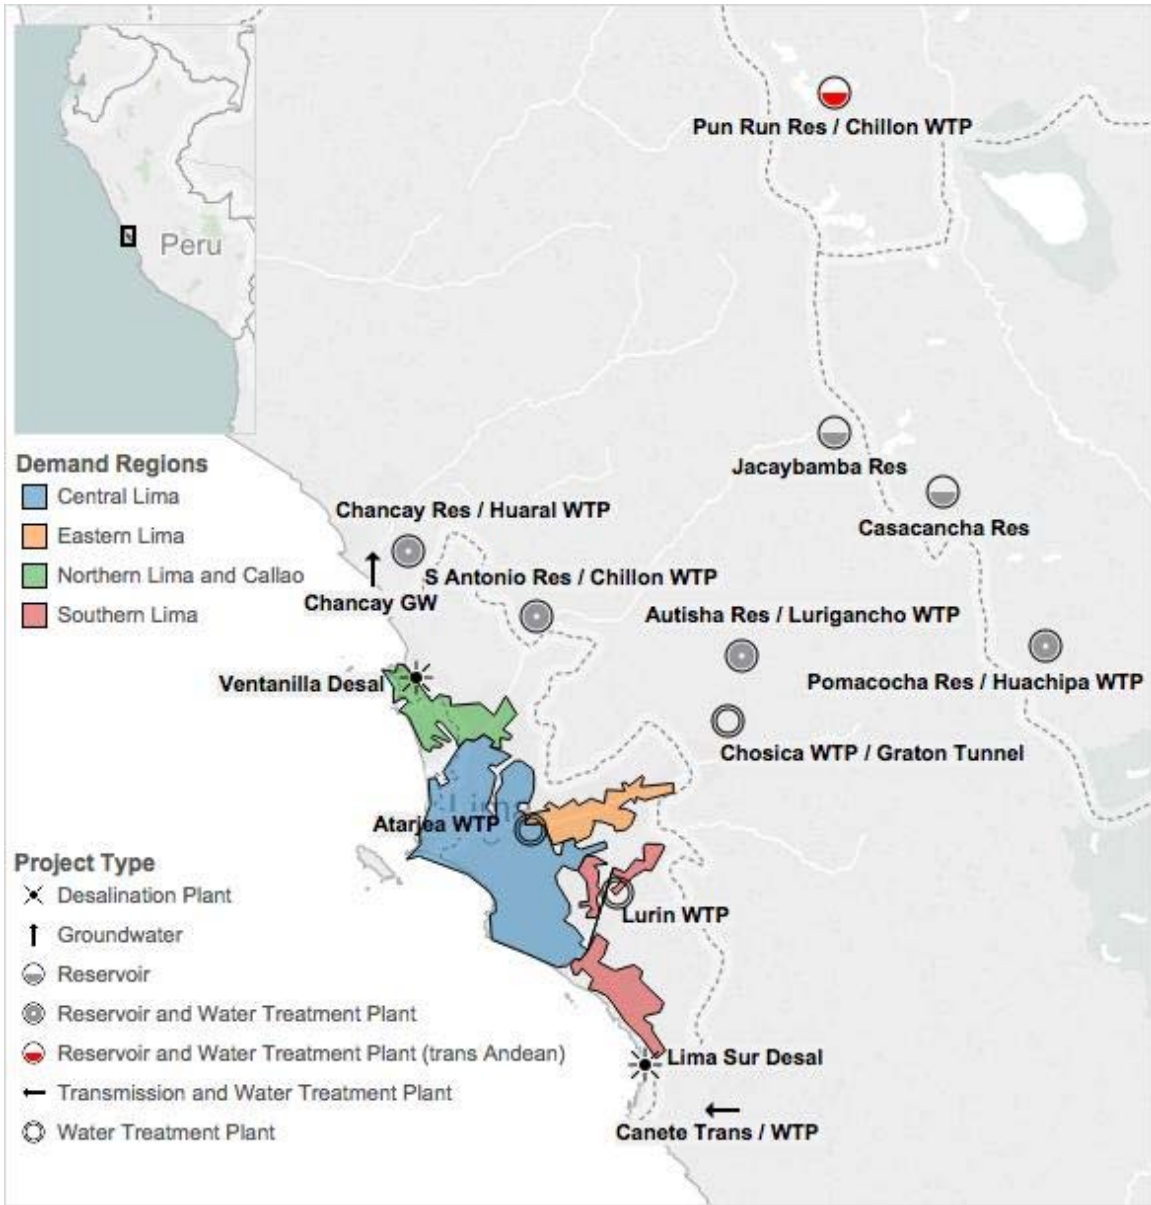 Peru
Pun Run Res / Chillon WTP
Demand Regions
Central Lima
Eastern Lima
Northern Lima and Callao
Southern Lima
Jacaybamba Res
Casacancha Res
Chancay Res / Huaral WTP
Chancay GW
S Antonio Res / Chillon WTP
Autisha Res / Lurigancho WTP
Pomacocha Res / Huachipa WTP
Ventanilla Desal
Chosica WTP / Graton Tunnel
Lima
Atarjea WTP
Lurin WTP
Project Type
Desalination Plant
Groundwater
Reservoir
Reservoir and Water Treatment Plant
Reservoir and Water Treatment Plant (trans Andean)
Transmission and Water Treatment Plant
Water Treatment Plant
Lima Sur Desal
Canete Trans / WTP